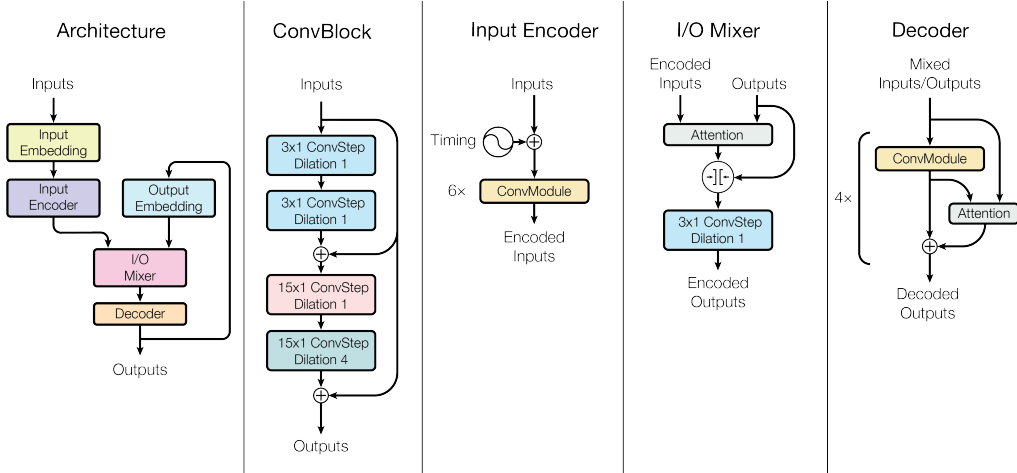 Architecture
Inputs
Input
Embedding
Input
Encoder
Output
Embedding
I/O
Mixer
Decoder
Outputs
ConvBlock
Inputs
3x1 ConvStep
Dilation 1
3x1 ConvStep
Dilation 1
15x1 ConvStep
Dilation 1
15x1 ConvStep
Dilation 4
Outputs
Input Encoder
Inputs
Timing
6×
ConvModule
Encoded
Inputs
I/O Mixer
Encoded
Inputs
Outputs
Attention
3x1 ConvStep
Dilation 1
Encoded
Outputs
Decoder
Mixed
Inputs/Outputs
ConvModule
4×
Attention
Decoded
Outputs